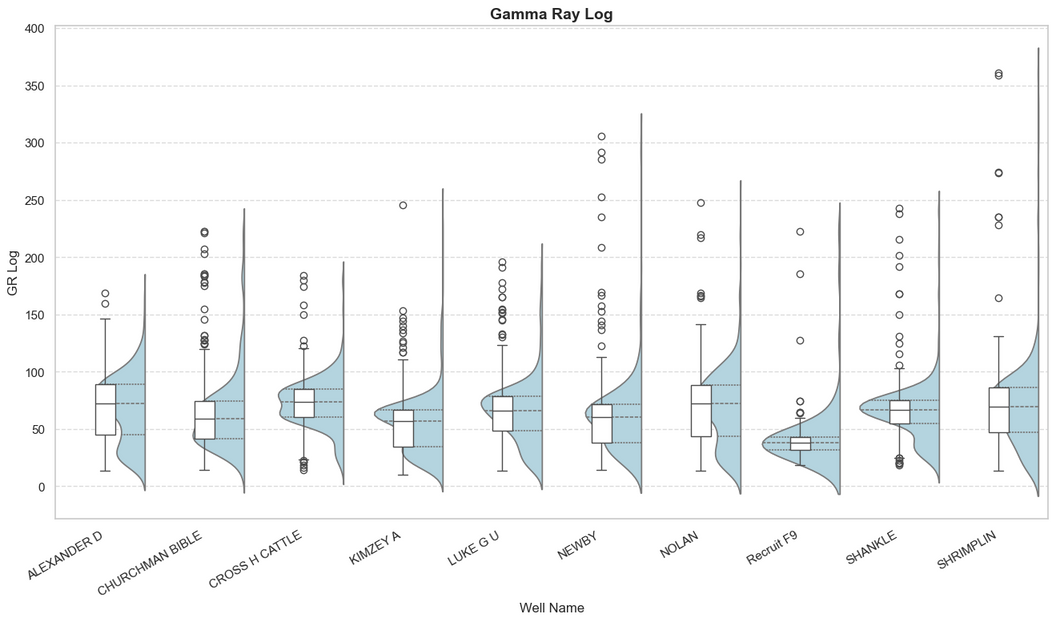 Gamma Ray Log
400
350
300
250
200
150
100
50
0
GR Log
ALEXANDER D
CHURCHMAN BIBLE
CROSS H CATTLE
KIMZEY A
LUKE G U
NEWBY
NOLAN
Recruit F9
SHANKLE
SHRIMPLIN
Well Name